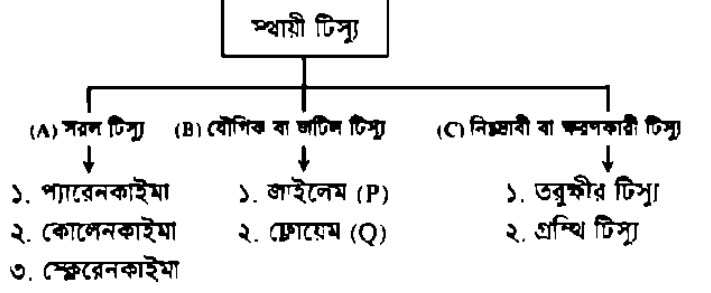 স্থায়ী টিস্যু
(A) সরল টিস্যু (B) যৌগিক বা জটিল টিস্যু (C) নিঃস্রাবী বা ক্ষরণকারী টিস্যু
১. প্যারেনকাইমা ১. জাইলেম (P) ১. তরুক্ষীর টিস্যু
২. কোলেনকাইমা ২. ফ্লোয়েম (Q) ২. গ্রন্থি টিস্যু
৩. স্ক্লেরেনকাইমা